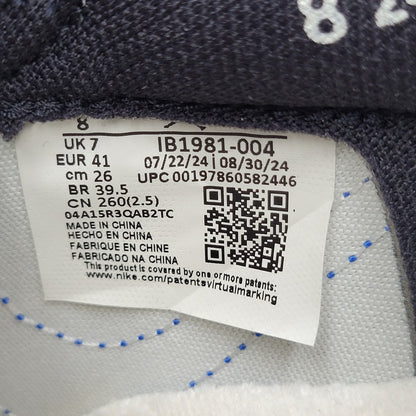 8
8
UK 7
IB1981-004
EUR 41
07/22/24 | 08/30/24
cm 26
UPC 00197860582446
BR 39.5
CN 260(2.5)
04A15R3QAB2TC
MADE IN CHINA
HECHO EN CHINA
FABRIQUE EN CHINE
FABRICADO NA CHINA
This product is covered by one or more patents:
www.nike.com/patentsvirtualmarking